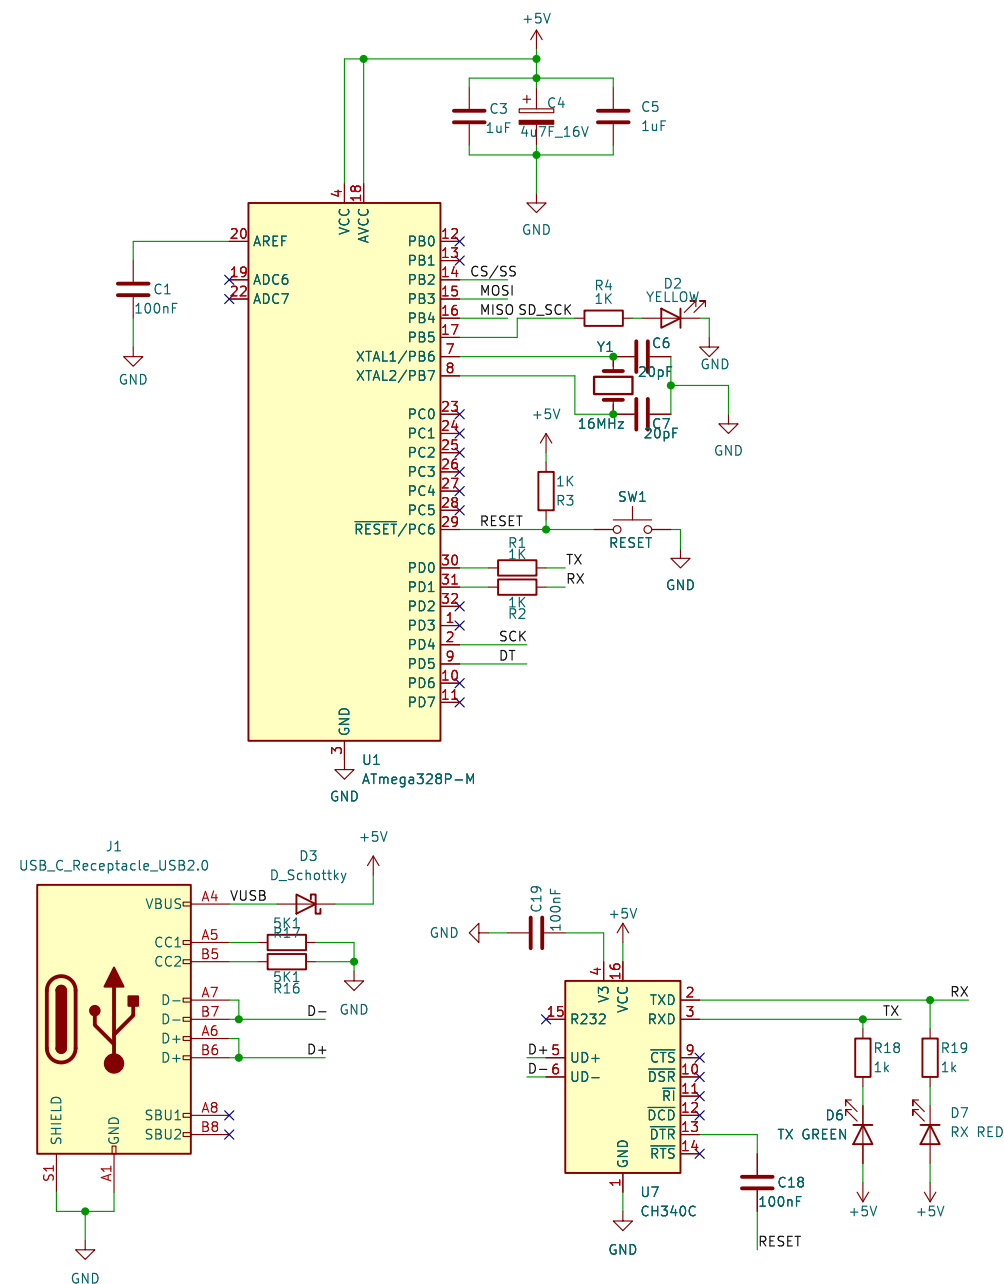 +5V
C3
1uF
C4
4u7F_16V
C5
1uF
GND
4
18
VCC
AVCC
20
AREF
19
ADC6
22
ADC7
C1
100nF
GND
PB0
12
PB1
13
PB2
14
CS/SS
PB3
15
MOSI
PB4
16
MISO
SD_SCK
PB5
17
R4
1K
D2
YELLOW
GND
XTAL1/PB6
7
XTAL2/PB7
8
Y1
16MHz
C6
20pF
C7
20pF
GND
PC0
23
PC1
24
PC2
25
PC3
26
PC4
27
PC5
28
RESET/PC6
29
RESET
+5V
1K
R3
SW1
RESET
GND
PD0
30
R1
1K
TX
PD1
31
1K
R2
RX
PD2
32
PD3
1
PD4
2
SCK
PD5
9
DT
PD6
10
PD7
11
GND
3
U1
ATmega328P-M
GND
J1
USB_C_Receptacle_USB2.0
VBUS
A4
VUSB
D3
D_Schottky
+5V
CC1
A5
5K1
R17
CC2
B5
5K1
R16
GND
D-
A7
D-
B7
D-
D+
A6
D+
B6
D+
SBU1
A8
SBU2
B8
SHIELD
GND
S1
A1
GND
GND
C19
100nF
+5V
4
16
V3
VCC
15
R232
D+
5
UD+
D-
6
UD-
TXD
2
RX
RXD
3
TX
CTS
9
DSR
10
RI
11
DCD
12
DTR
13
RTS
14
GND
1
U7
CH340C
GND
C18
100nF
RESET
R18
1k
R19
1k
D6
TX GREEN
D7
RX RED
+5V
+5V